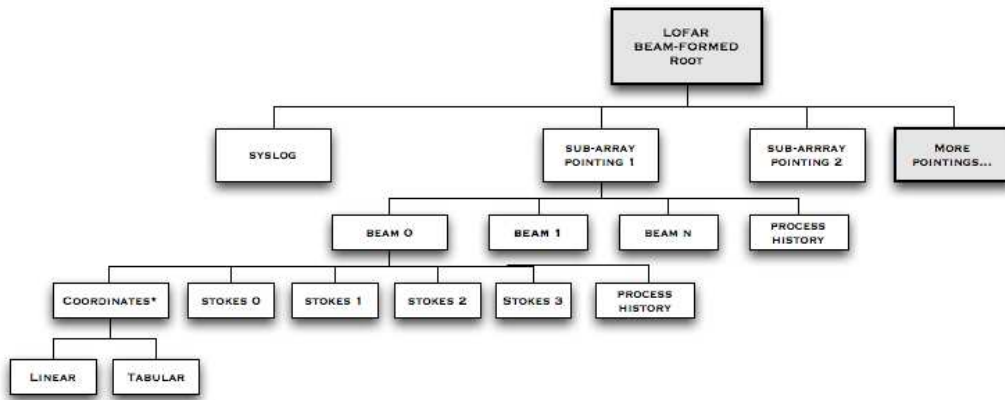 LOFAR
BEAM-FORMED
ROOT
SYSLOG
SUB-ARRAY
POINTING 1
SUB-ARRRAY
POINTING 2
MORE
POINTINGS...
BEAM 0
BEAM 1
BEAM N
PROCESS
HISTORY
COORDINATES*
STOKES 0
STOKES 1
STOKES 2
STOKES 3
PROCESS
HISTORY
LINEAR
TABULAR